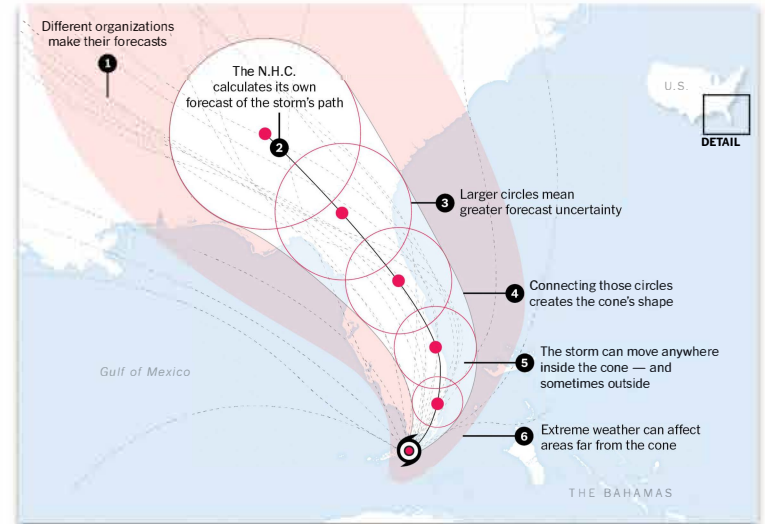 Different organizations
make their forecasts
1
The N.H.C.
calculates its own
forecast of the storm's path
2
U.S.
DETAIL
3
Larger circles mean
greater forecast uncertainty
4
Connecting those circles
creates the cone's shape
5
The storm can move anywhere
inside the cone — and
sometimes outside
Gulf of Mexico
6
Extreme weather can affect
areas far from the cone
THE BAHAMAS